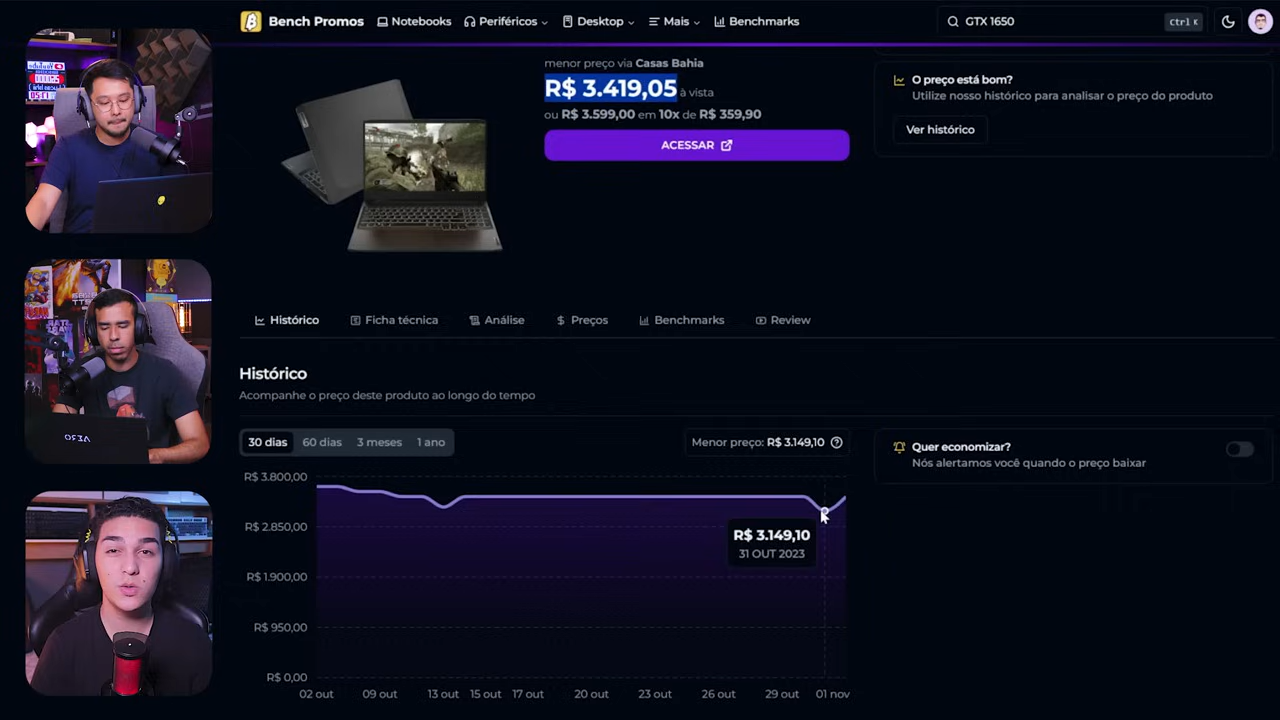 Bench Promos
Notebooks
Periféricos
Desktop
Mais
Benchmarks
GTX 1650
Ctrl K
menor preço via Casas Bahia
R$ 3.419,05 à vista
ou R$ 3.599,00 em 10x de R$ 359,90
ACESSAR
O preço está bom?
Utilize nosso histórico para analisar o preço do produto
Ver histórico
Histórico
Ficha técnica
Análise
Preços
Benchmarks
Review
Histórico
Acompanhe o preço deste produto ao longo do tempo
30 dias
60 dias
3 meses
1 ano
Menor preço: R$ 3.149,10
Quer economizar?
Nós alertamos você quando o preço baixar
R$ 3.800,00
R$ 2.850,00
R$ 1.900,00
R$ 950,00
R$ 0,00
R$ 3.149,10
31 OUT 2023
02 out
09 out
13 out
15 out
17 out
20 out
23 out
26 out
29 out
01 nov
AERO